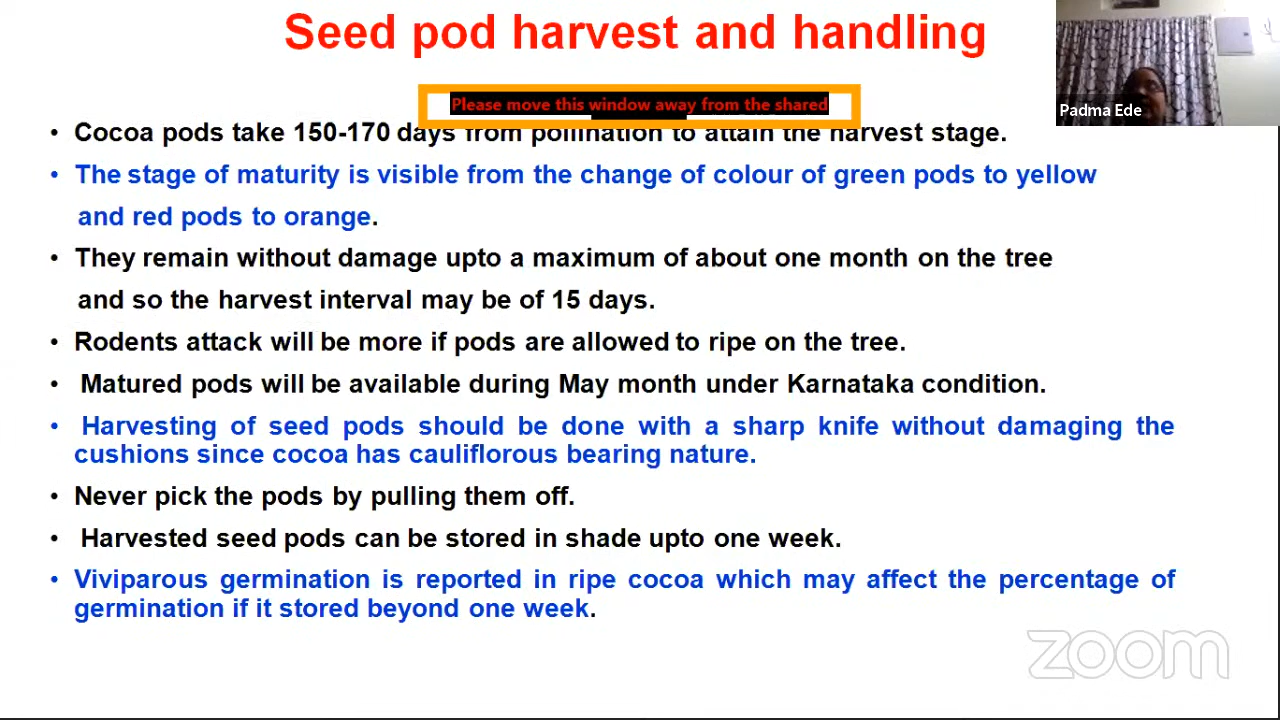 Seed pod harvest and handling
Please move this window away from the shared
Padma Ede
• Cocoa pods take 150-170 days from pollination to attain the harvest stage.
• The stage of maturity is visible from the change of colour of green pods to yellow
and red pods to orange.
• They remain without damage upto a maximum of about one month on the tree
and so the harvest interval may be of 15 days.
• Rodents attack will be more if pods are allowed to ripe on the tree.
• Matured pods will be available during May month under Karnataka condition.
• Harvesting of seed pods should be done with a sharp knife without damaging the
cushions since cocoa has cauliflorous bearing nature.
• Never pick the pods by pulling them off.
• Harvested seed pods can be stored in shade upto one week.
• Viviparous germination is reported in ripe cocoa which may affect the percentage of
germination if it stored beyond one week.
zoom